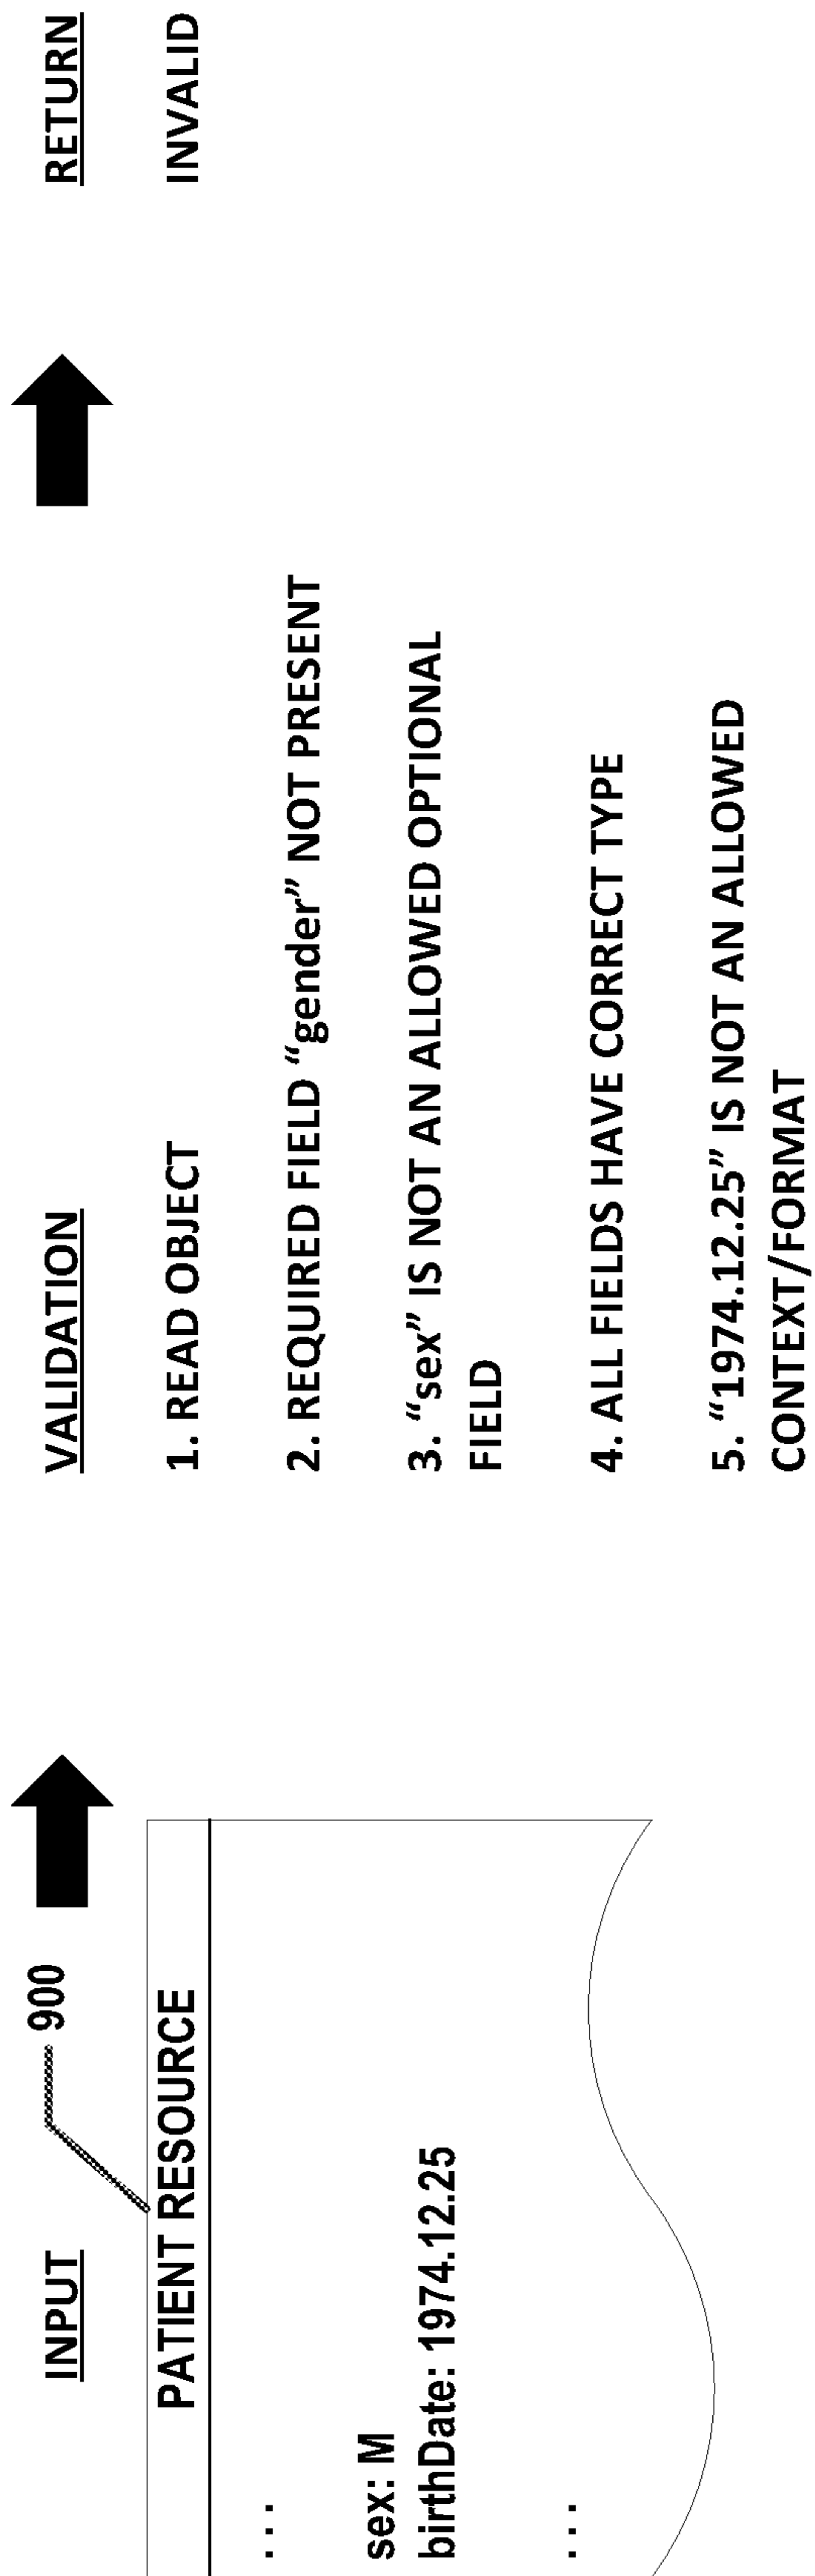 INPUT
900
PATIENT RESOURCE
. . .
sex: M
birthDate: 1974.12.25
. . .
VALIDATION
1. READ OBJECT
2. REQUIRED FIELD “gender” NOT PRESENT
3. “sex” IS NOT AN ALLOWED OPTIONAL
FIELD
4. ALL FIELDS HAVE CORRECT TYPE
5. “1974.12.25” IS NOT AN ALLOWED
CONTEXT/FORMAT
RETURN
INVALID